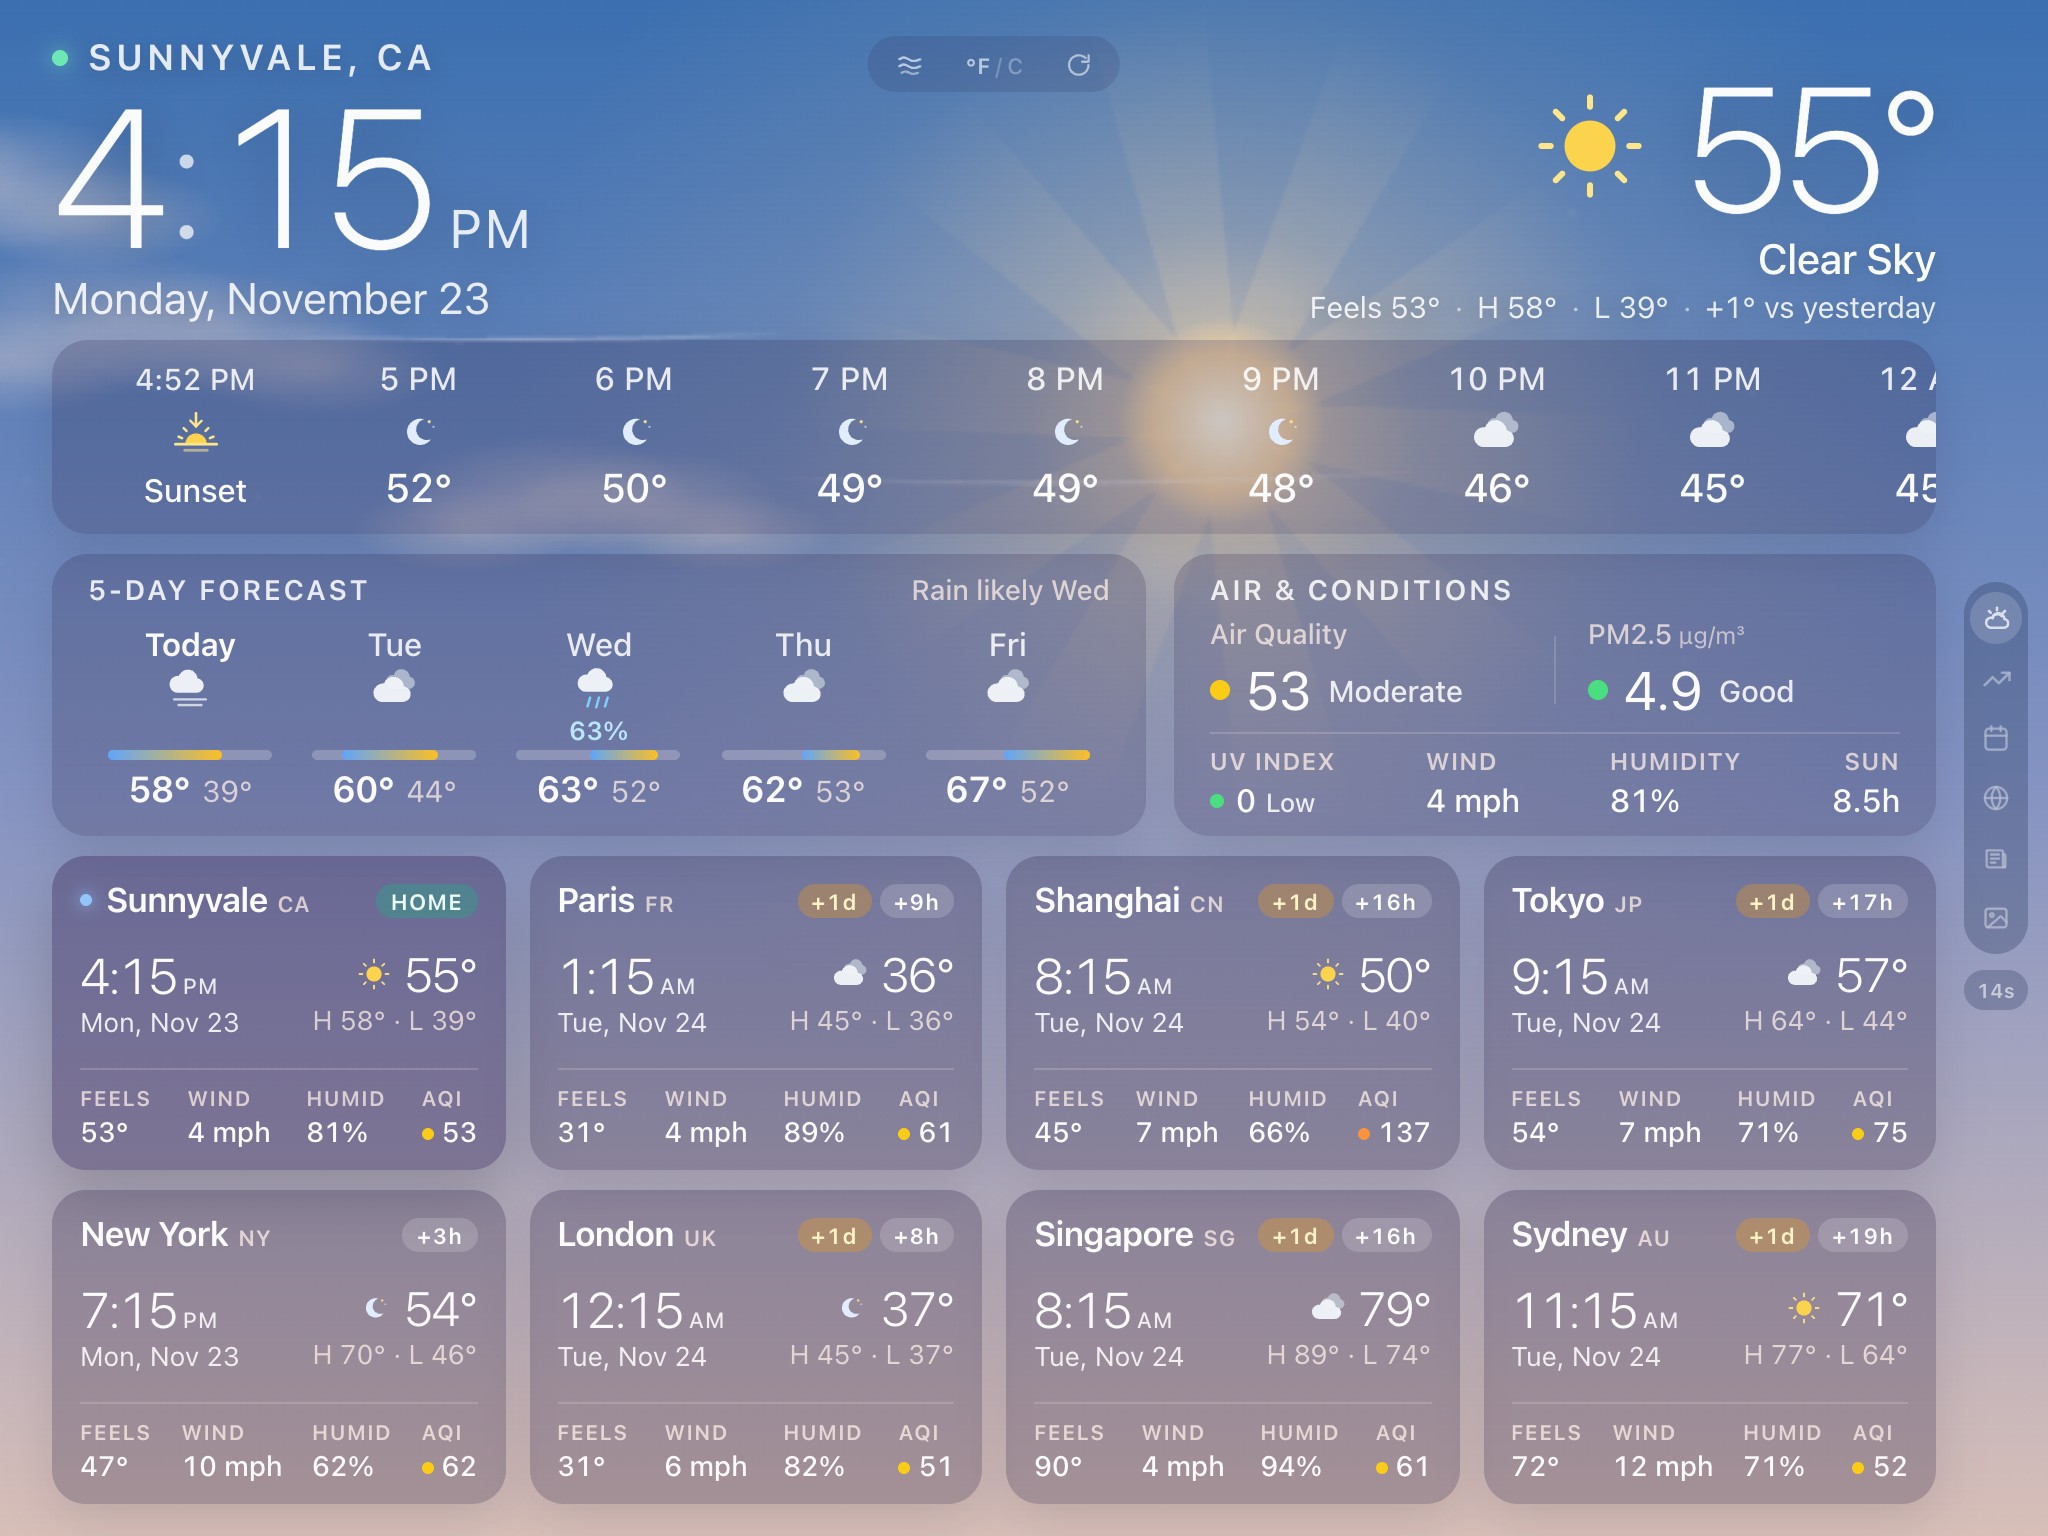 SUNNYVALE, CA
°F / C
4:15 PM
Monday, November 23
55°
Clear Sky
Feels 53° · H 58° · L 39° · +1° vs yesterday
4:52 PM 5 PM 6 PM 7 PM 8 PM 9 PM 10 PM 11 PM 12 A
Sunset 52° 50° 49° 49° 48° 46° 45° 45
5-DAY FORECAST Rain likely Wed
Today Tue Wed Thu Fri
63%
58° 39° 60° 44° 63° 52° 62° 53° 67° 52°
AIR & CONDITIONS
Air Quality PM2.5 µg/m³
53 Moderate 4.9 Good
UV INDEX WIND HUMIDITY SUN
0 Low 4 mph 81% 8.5h
14s
Sunnyvale CA HOME
4:15 PM 55°
Mon, Nov 23 H 58° · L 39°
FEELS WIND HUMID AQI
53° 4 mph 81% 53
Paris FR +1d +9h
1:15 AM 36°
Tue, Nov 24 H 45° · L 36°
FEELS WIND HUMID AQI
31° 4 mph 89% 61
Shanghai CN +1d +16h
8:15 AM 50°
Tue, Nov 24 H 54° · L 40°
FEELS WIND HUMID AQI
45° 7 mph 66% 137
Tokyo JP +1d +17h
9:15 AM 57°
Tue, Nov 24 H 64° · L 44°
FEELS WIND HUMID AQI
54° 7 mph 71% 75
New York NY +3h
7:15 PM 54°
Mon, Nov 23 H 70° · L 46°
FEELS WIND HUMID AQI
47° 10 mph 62% 62
London UK +1d +8h
12:15 AM 37°
Tue, Nov 24 H 45° · L 37°
FEELS WIND HUMID AQI
31° 6 mph 82% 51
Singapore SG +1d +16h
8:15 AM 79°
Tue, Nov 24 H 89° · L 74°
FEELS WIND HUMID AQI
90° 4 mph 94% 61
Sydney AU +1d +19h
11:15 AM 71°
Tue, Nov 24 H 77° · L 64°
FEELS WIND HUMID AQI
72° 12 mph 71% 52